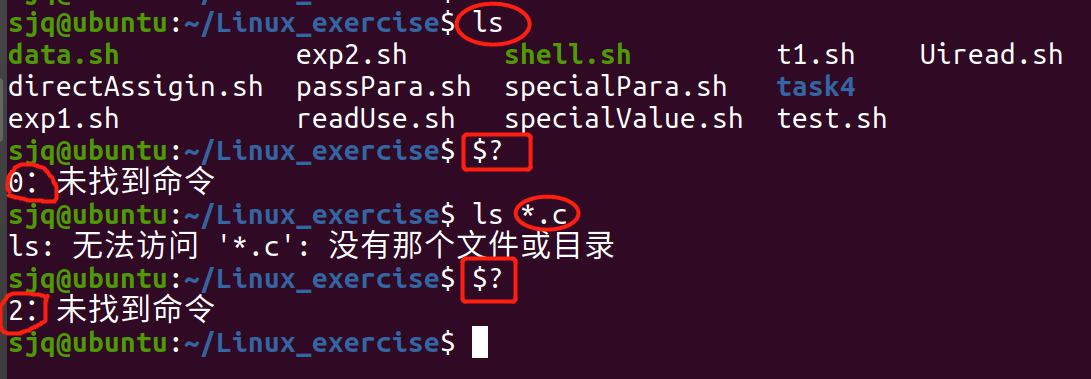 sjq@ubuntu:~/Linux_exercise$ ls
data.sh exp2.sh shell.sh t1.sh Uiread.sh
directAssigin.sh passPara.sh specialPara.sh task4
exp1.sh readUse.sh specialValue.sh test.sh
sjq@ubuntu:~/Linux_exercise$ $?
0：未找到命令
sjq@ubuntu:~/Linux_exercise$ ls *.c
ls: 无法访问 '*.c': 没有那个文件或目录
sjq@ubuntu:~/Linux_exercise$ $?
2：未找到命令
sjq@ubuntu:~/Linux_exercise$